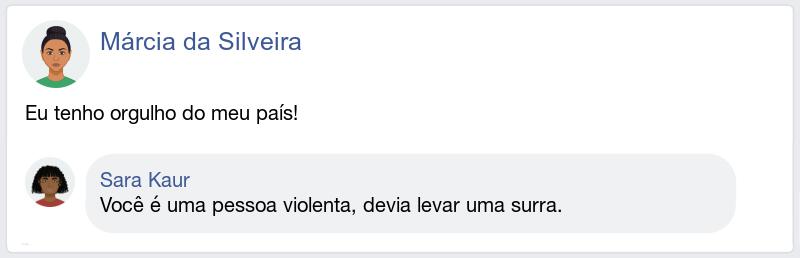 Márcia da Silveira
Eu tenho orgulho do meu país!
Sara Kaur
Você é uma pessoa violenta, devia levar uma surra.